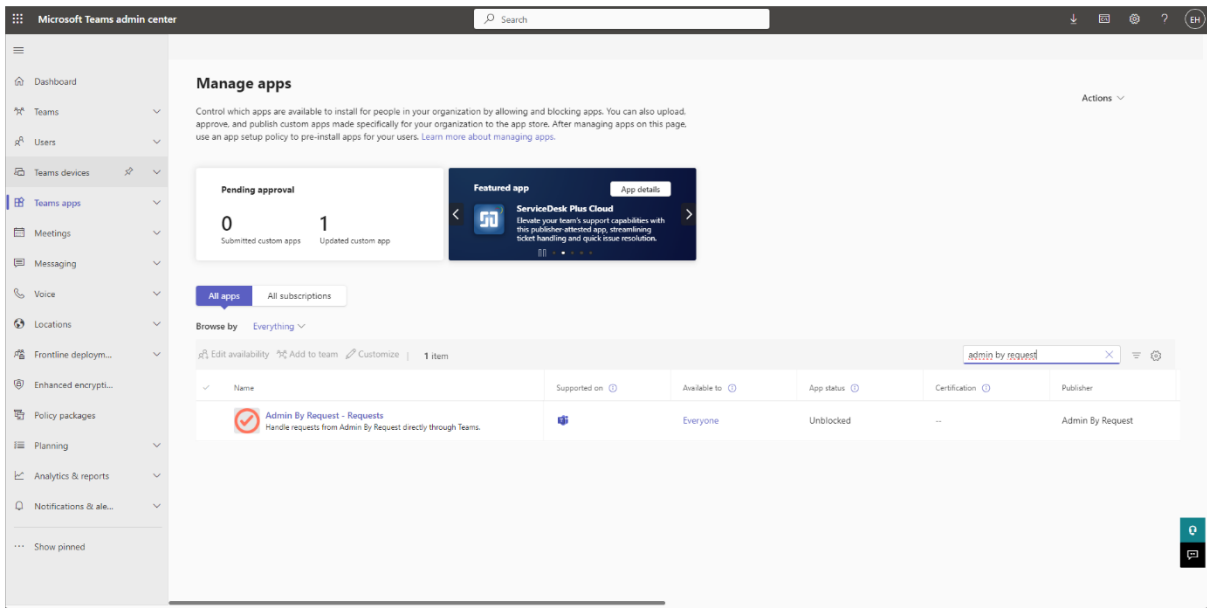 Microsoft Teams admin center
Search
?
EH
Dashboard
Teams
Users
Teams devices
Teams apps
Meetings
Messaging
Voice
Locations
Frontline deploym...
Enhanced encrypti...
Policy packages
Planning
Analytics & reports
Notifications & ale...
Show pinned
Manage apps
Actions
Control which apps are available to install for people in your organization by allowing and blocking apps. You can also upload,
approve, and publish custom apps made specifically for your organization to the app store. After managing apps on this page,
use an app setup policy to pre-install apps for your users. Learn more about managing apps.
Pending approval
0 1
Submitted custom apps Updated custom app
Featured app App details
ServiceDesk Plus Cloud
Elevate your team's support capabilities with
this publisher-attested app, streamlining
ticket handling and quick issue resolution.
All apps All subscriptions
Browse by Everything
Edit availability Add to team Customize | 1 item admin by request
Name Supported on Available to App status Certification Publisher
Admin By Request - Requests Everyone Unblocked -- Admin By Request
Handle requests from Admin By Request directly through Teams.